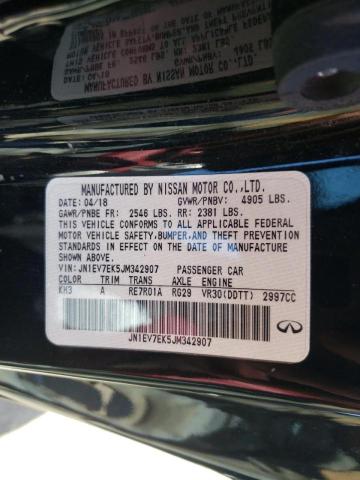 MANUFACTURED BY NISSAN MOTOR CO.,LTD.
DATE: 04/18 GVWR/PNBV: 4905 LBS.
GAWR/PNBE FR: 2546 LBS. RR: 2381 LBS.
THIS VEHICLE CONFORMS TO ALL APPLICABLE FEDERAL
MOTOR VEHICLE SAFETY,BUMPER,AND THEFT PREVENTION
STANDARDS IN EFFECT ON THE DATE OF MANUFACTURE
SHOWN ABOVE.
VIN: JN1EV7EK5JM342907 PASSENGER CAR
COLOR TRIM TRANS AXLE ENGINE
KH3 A RE7R01A RG29 VR30(DDTT) 2997CC
JN1EV7EK5JM342907
INFINITI